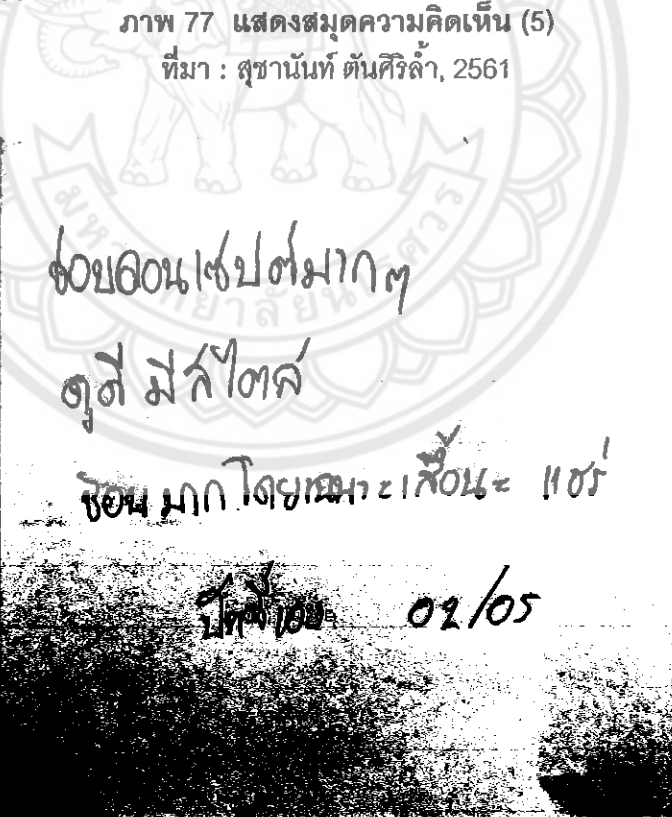 ภาพ 77 แสดงสมุดความคิดเห็น (5)
ที่มา : สุชานันท์ ตันศิริล้ำ, 2561
ชอบคอนเซปต์มากๆ
ดูดี มีสไตล์
ชอบ มาก โดยเฉพาะเสื้อนะ แชร์
02/05